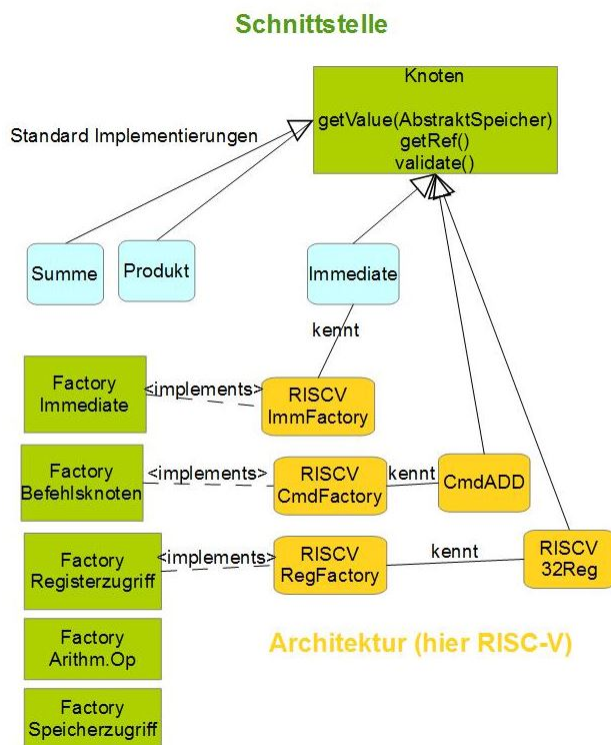 Schnittstelle
Knoten
getValue(AbstraktSpeicher)
getRef()
validate()
Standard Implementierungen
Summe
Produkt
Immediate
kennt
Factory
Immediate
<implements>
RISCV
ImmFactory
Factory
Befehlsknoten
<implements>
RISCV
CmdFactory
kennt
CmdADD
Factory
Registerzugriff
<implements>
RISCV
RegFactory
kennt
RISCV
32Reg
Factory
Arithm.Op
Architektur (hier RISC-V)
Factory
Speicherzugriff